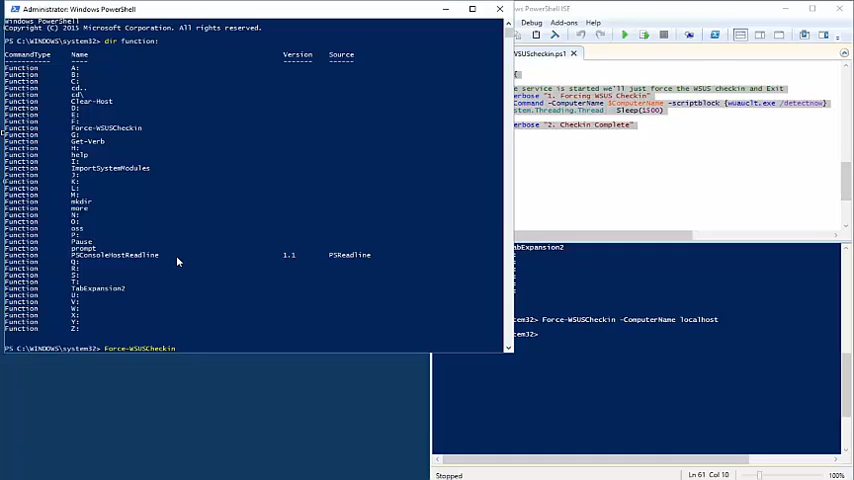 Administrator: Windows PowerShell
Windows PowerShell
Copyright (C) 2015 Microsoft Corporation. All rights reserved.
PS C:\WINDOWS\system32> dir function:
CommandType Name Version Source
----------- ---- ------- ------
Function A:
Function B:
Function C:
Function cd..
Function cd\
Function Clear-Host
Function D:
Function E:
Function F:
Function Force-WSUSCheckin
Function G:
Function Get-Verb
Function H:
Function help
Function I:
Function ImportSystemModules
Function J:
Function K:
Function L:
Function M:
Function mkdir
Function more
Function N:
Function O:
Function oss
Function P:
Function Pause
Function prompt
Function PSConsoleHostReadline 1.1 PSReadline
Function Q:
Function R:
Function S:
Function T:
Function TabExpansion2
Function U:
Function V:
Function W:
Function X:
Function Y:
Function Z:
PS C:\WINDOWS\system32> Force-WSUSCheckin
ws PowerShell ISE
Debug Add-ons Help
WSUScheckin.ps1
{
e service is started we'll just force the WSUS checkin and Exit
erbose "1. Forcing WSUS Checkin"
Command -ComputerName $ComputerName -scriptblock {wuauclt.exe /detectnow}
ystem.Threading.Thread Sleep(1500)
erbose "2. Checkin Complete"
abExpansion2
tem32> Force-WSUSCheckin -ComputerName localhost
tem32>
Stopped
Ln 61 Col 10
100%